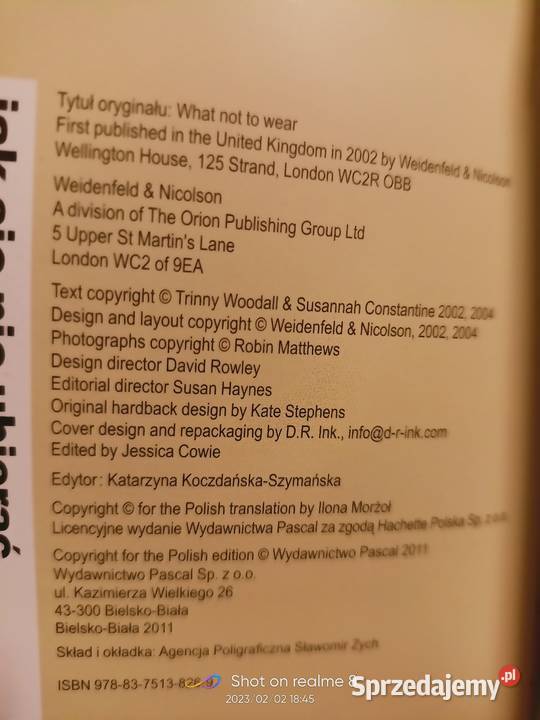 Tytuł oryginału: What not to wear
First published in the United Kingdom in 2002 by Weidenfeld & Nicolson
Wellington House, 125 Strand, London WC2R OBB
Weidenfeld & Nicolson
A division of The Orion Publishing Group Ltd
5 Upper St Martin's Lane
London WC2 of 9EA
Text copyright © Trinny Woodall & Susannah Constantine 2002, 2004
Design and layout copyright © Weidenfeld & Nicolson, 2002, 2004
Photographs copyright © Robin Matthews
Design director David Rowley
Editorial director Susan Haynes
Original hardback design by Kate Stephens
Cover design and repackaging by D.R. Ink., info@d-r-ink.com
Edited by Jessica Cowie
Edytor: Katarzyna Koczdańska-Szymańska
Copyright © for the Polish translation by Ilona Morżoł
Licencyjne wydanie Wydawnictwa Pascal za zgodą Hachette Polska Sp. z o.o.
Copyright for the Polish edition © Wydawnictwo Pascal 2011
Wydawnictwo Pascal Sp. z o.o.
ul. Kazimierza Wielkiego 26
43-300 Bielsko-Biała
Bielsko-Biała 2011
Skład i okładka: Agencja Poligraficzna Sławomir Zych
ISBN 978-83-7513-
Shot on realme 8
2023/02/02 18:45
Sprzedajemy.pl
jak się nie ubierać